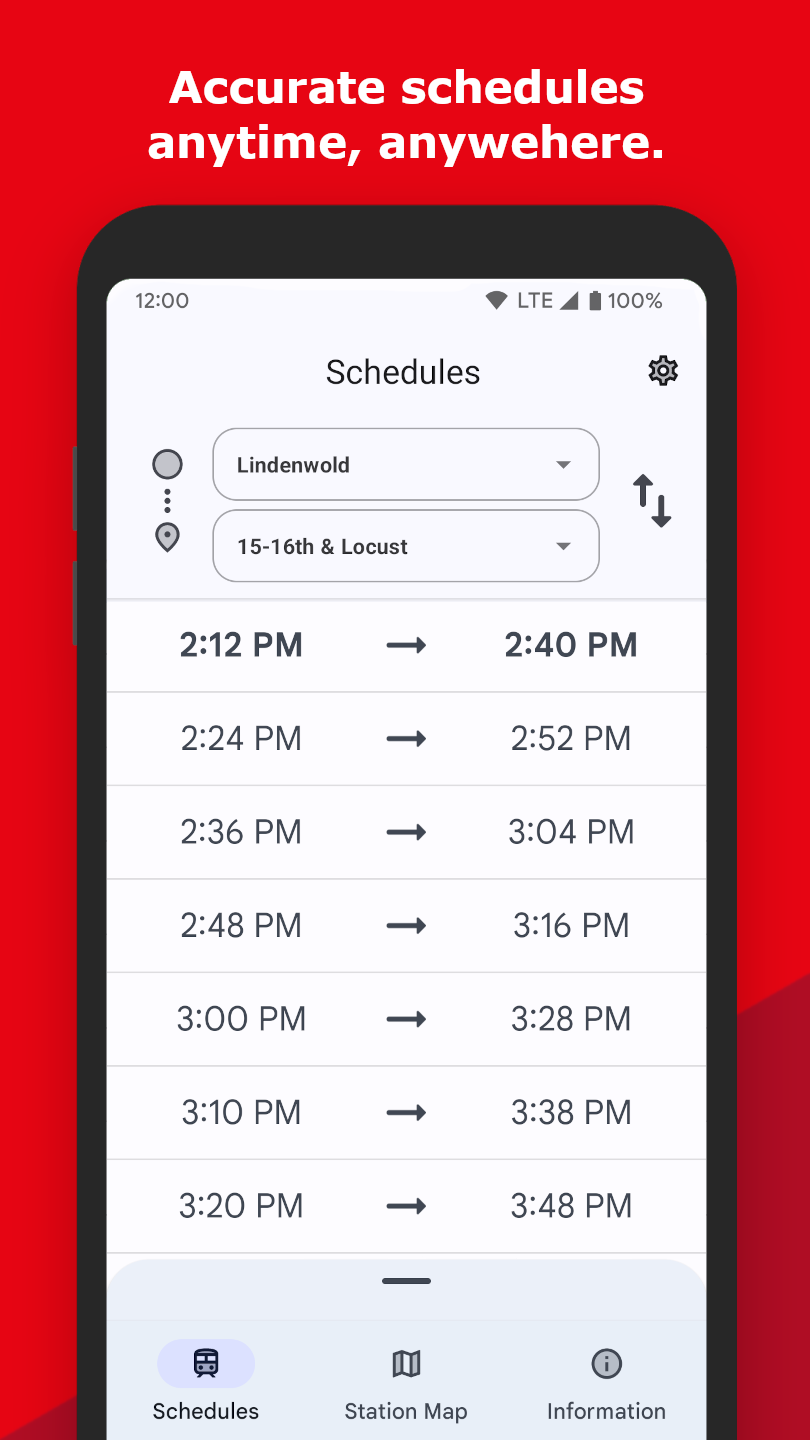 Accurate schedules
anytime, anywehere.
12:00 LTE 100%
Schedules
Lindenwold
15-16th & Locust
2:12 PM 2:40 PM
2:24 PM 2:52 PM
2:36 PM 3:04 PM
2:48 PM 3:16 PM
3:00 PM 3:28 PM
3:10 PM 3:38 PM
3:20 PM 3:48 PM
Schedules Station Map Information